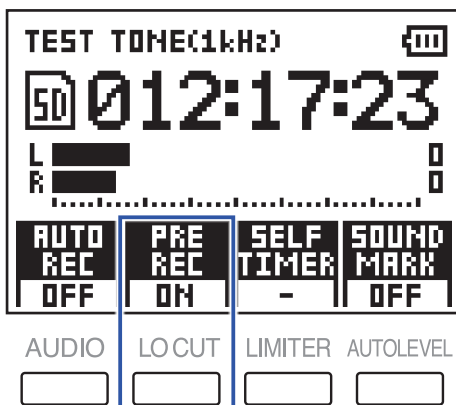 TEST TONE(1kHz)
SD 012:17:23
L 0
R 0
AUTO REC PRE REC SELF TIMER SOUND MARK
OFF ON - OFF
AUDIO LO CUT LIMITER AUTOLEVEL